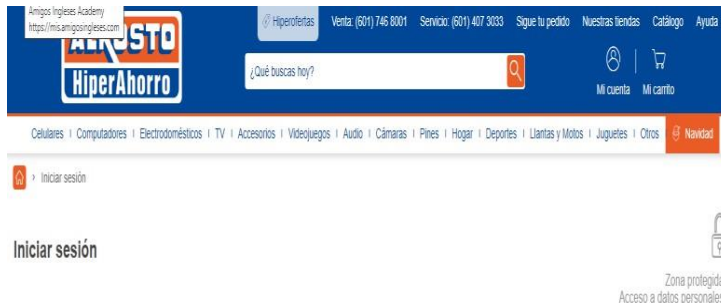 Amigos Ingleses Academy
https://mis.amigosingleses.com
ALKOSTO
HiperAhorro
Hiperofertas Venta: (601) 746 8001 Servicio: (601) 407 3033 Sigue tu pedido Nuestras tiendas Catálogo Ayuda
¿Qué buscas hoy?
Mi cuenta Mi carrito
Celulares Computadores Electrodomésticos TV Accesorios Videojuegos Audio Cámaras Pines Hogar Deportes Llantas y Motos Juguetes Otros Navidad
Iniciar sesión
Iniciar sesión
Zona protegida
Acceso a datos personales